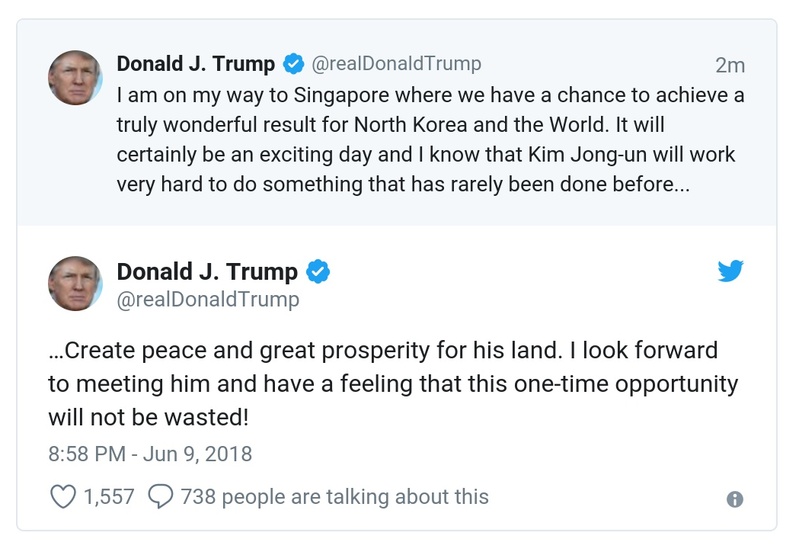 Donald J. Trump @realDonaldTrump 2m
I am on my way to Singapore where we have a chance to achieve a
truly wonderful result for North Korea and the World. It will
certainly be an exciting day and I know that Kim Jong-un will work
very hard to do something that has rarely been done before...
Donald J. Trump
@realDonaldTrump
...Create peace and great prosperity for his land. I look forward
to meeting him and have a feeling that this one-time opportunity
will not be wasted!
8:58 PM - Jun 9, 2018
1,557 738 people are talking about this